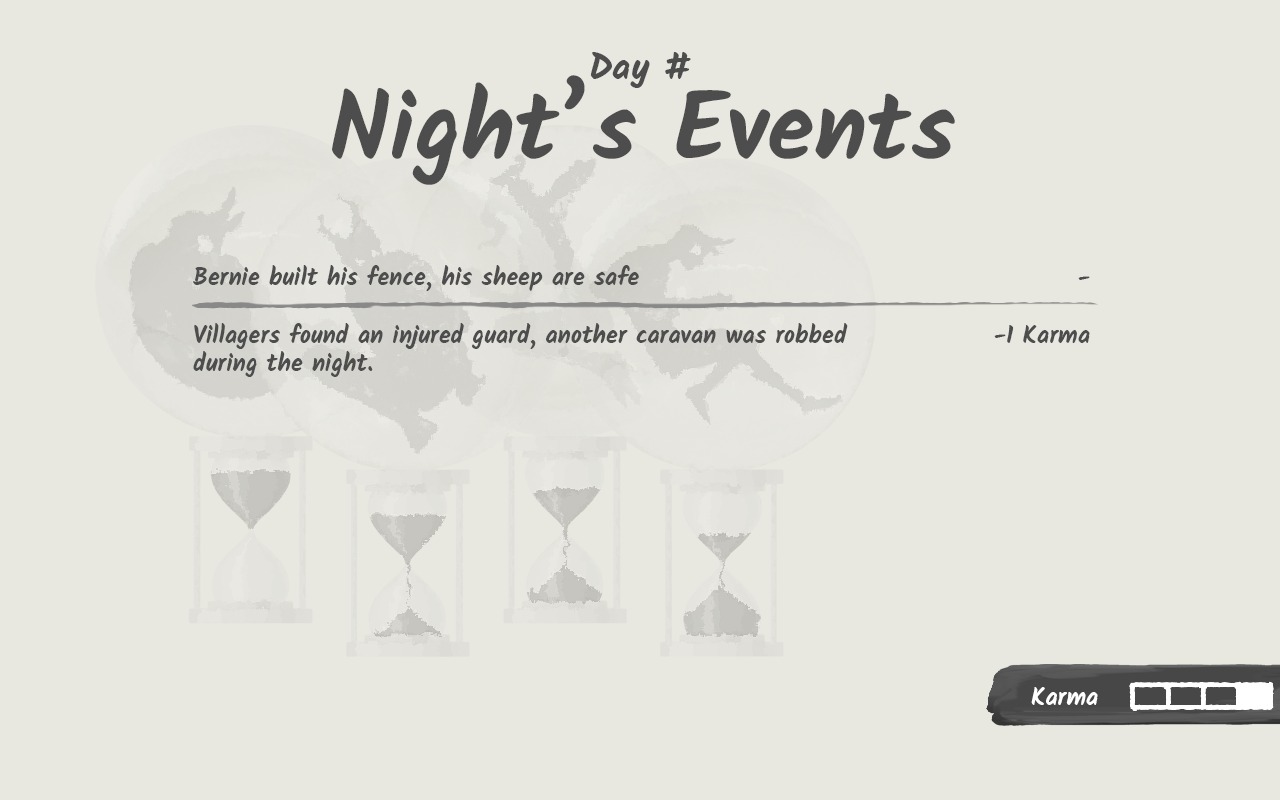 Day #
Night's Events
Bernie built his fence, his sheep are safe -
Villagers found an injured guard, another caravan was robbed -1 Karma
during the night.
Karma